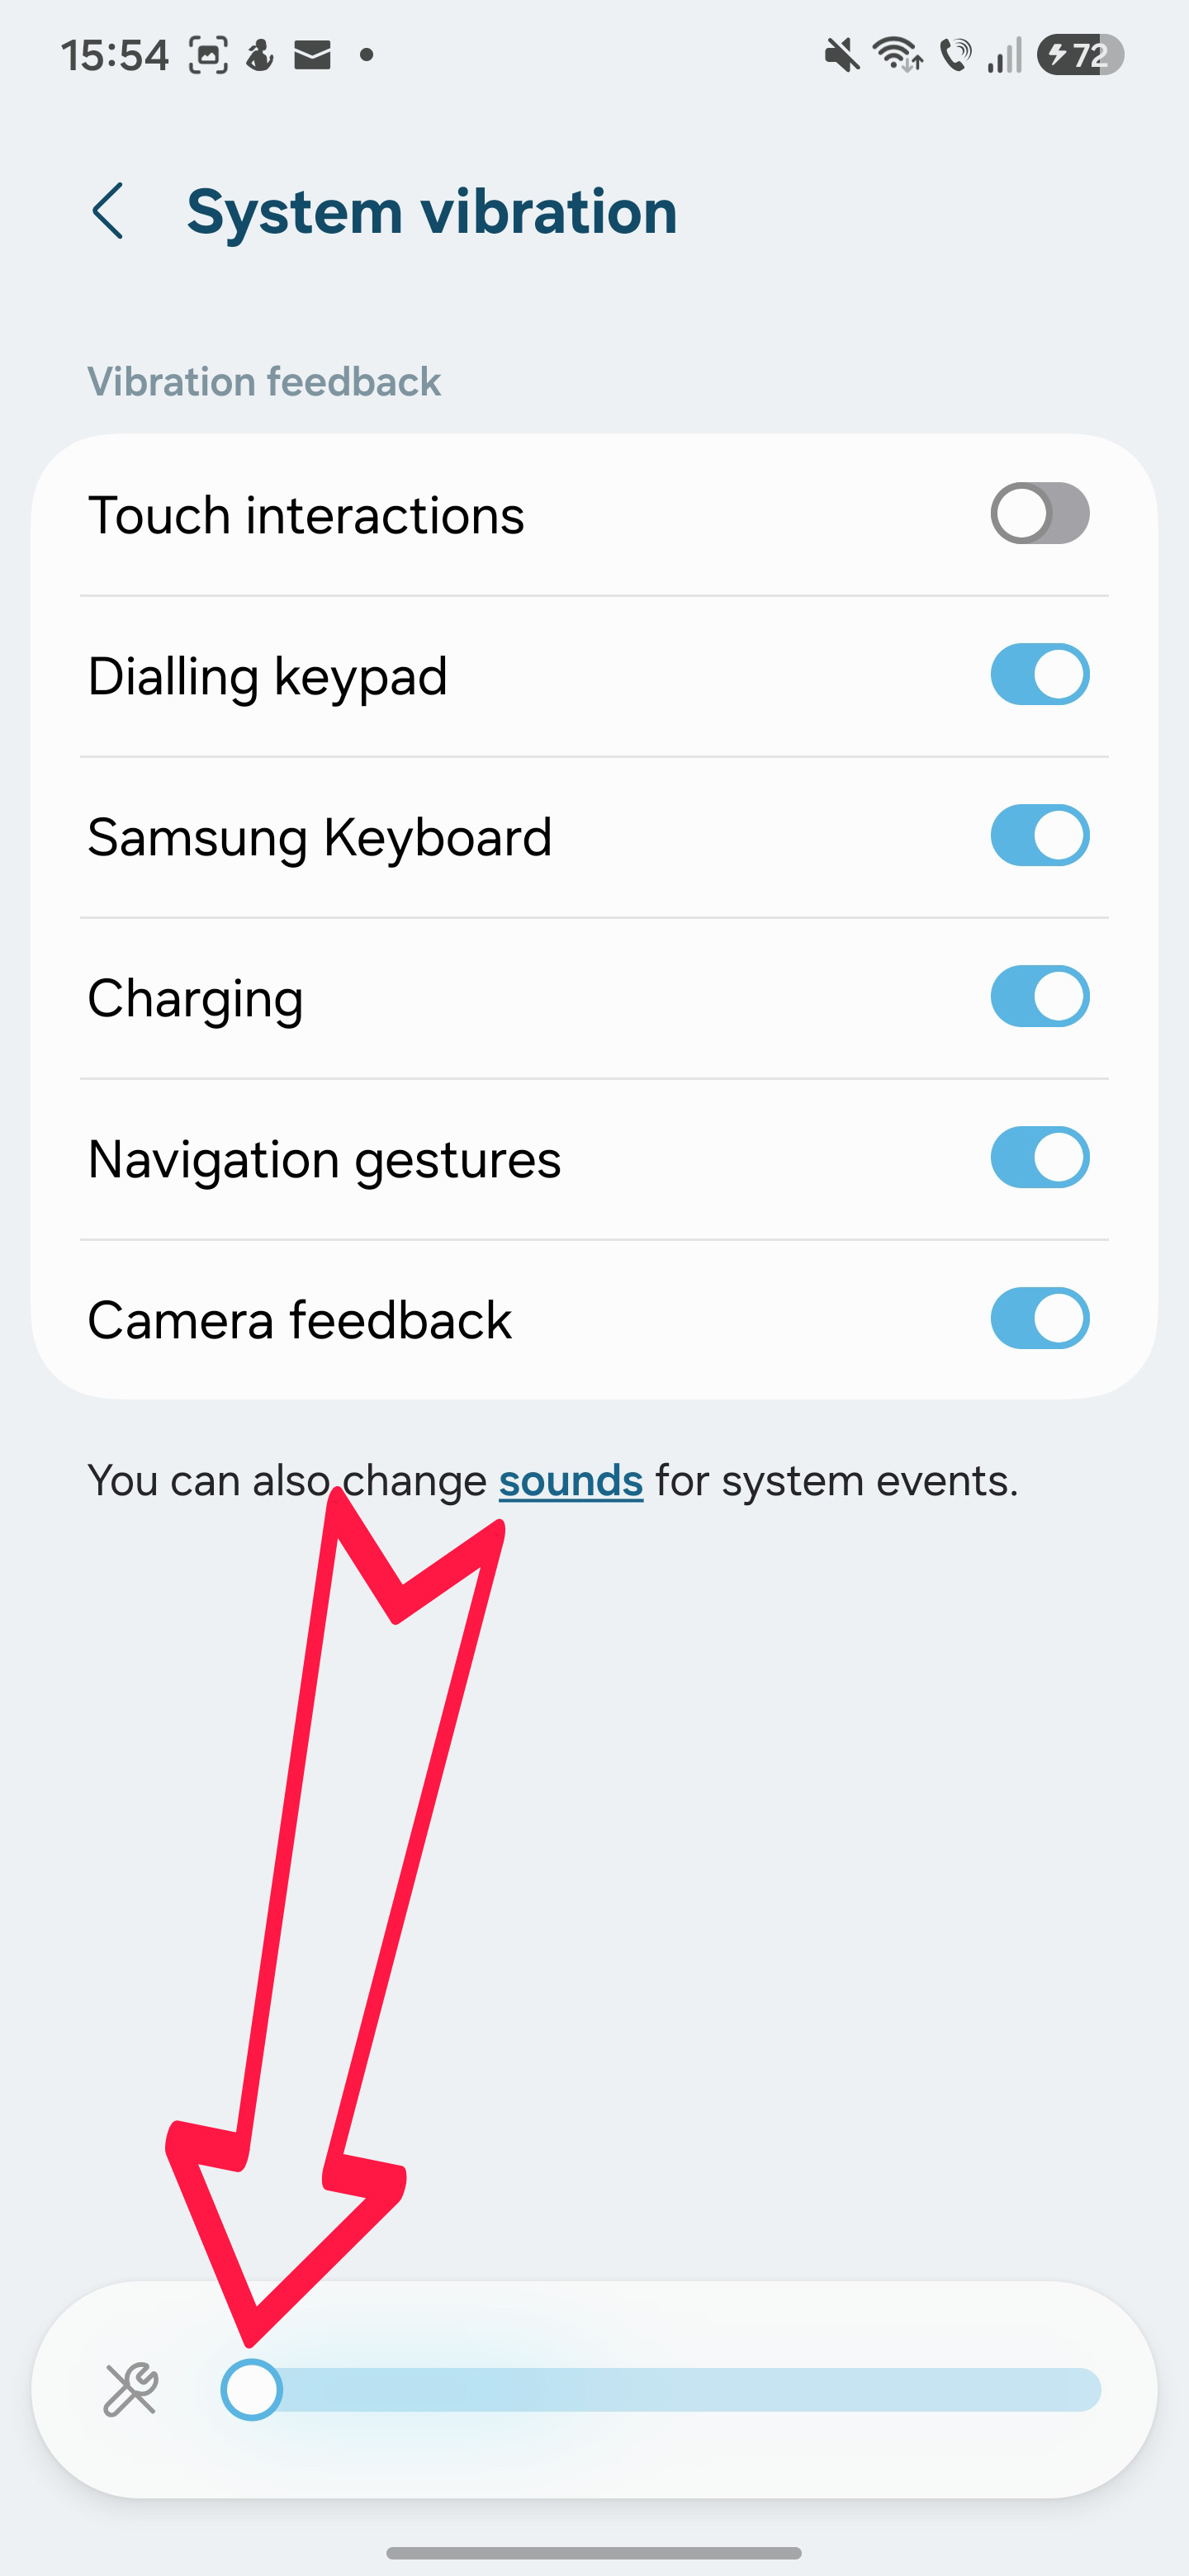 15:54
72
System vibration
Vibration feedback
Touch interactions
Dialling keypad
Samsung Keyboard
Charging
Navigation gestures
Camera feedback
You can also change sounds for system events.